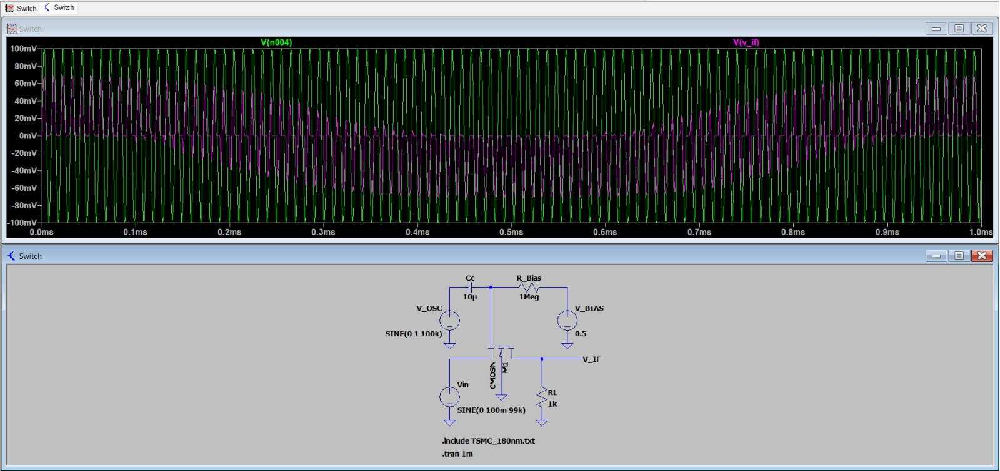 Switch Switch
Switch
V(n004) V(v_if)
100mV
80mV
60mV
40mV
20mV
0mV
-20mV
-40mV
-60mV
-80mV
-100mV
0.0ms 0.1ms 0.2ms 0.3ms 0.4ms 0.5ms 0.6ms 0.7ms 0.8ms 0.9ms 1.0ms
Switch
Cc R_Bias
10µ 1Meg
V_OSC V_BIAS
SINE(0 1 100k) 0.5
V_IF
CMOSN M1
Vin
RL
1k
SINE(0 100m 99k)
.include TSMC_180nm.txt
.tran 1m